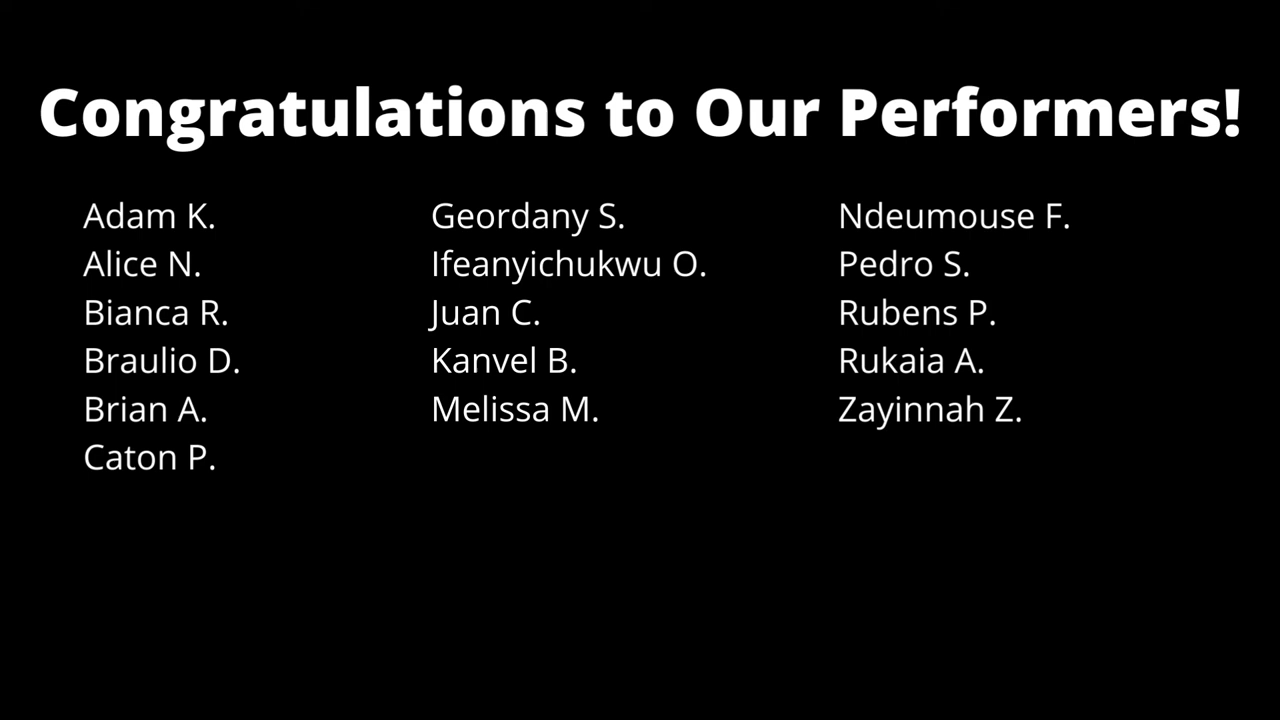 Congratulations to Our Performers!
Adam K.
Alice N.
Bianca R.
Braulio D.
Brian A.
Caton P.
Geordany S.
Ifeanyichukwu O.
Juan C.
Kanvel B.
Melissa M.
Ndeumouse F.
Pedro S.
Rubens P.
Rukaia A.
Zayinnah Z.